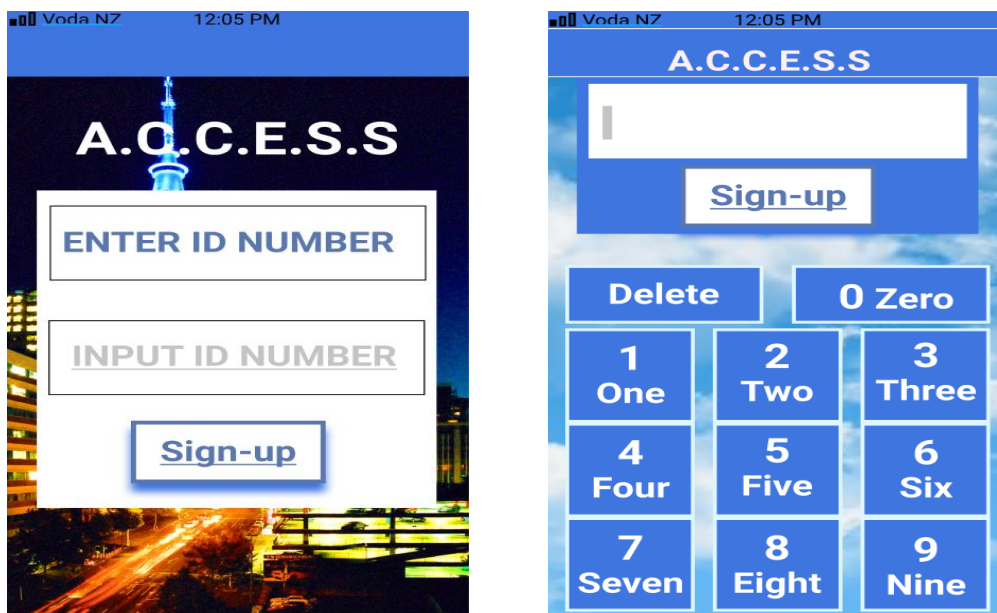 Voda NZ 12:05 PM
A.C.C.E.S.S
ENTER ID NUMBER
INPUT ID NUMBER
Sign-up
Voda NZ 12:05 PM
A.C.C.E.S.S
Sign-up
Delete 0 Zero
1 2 3
One Two Three
4 5 6
Four Five Six
7 8 9
Seven Eight Nine